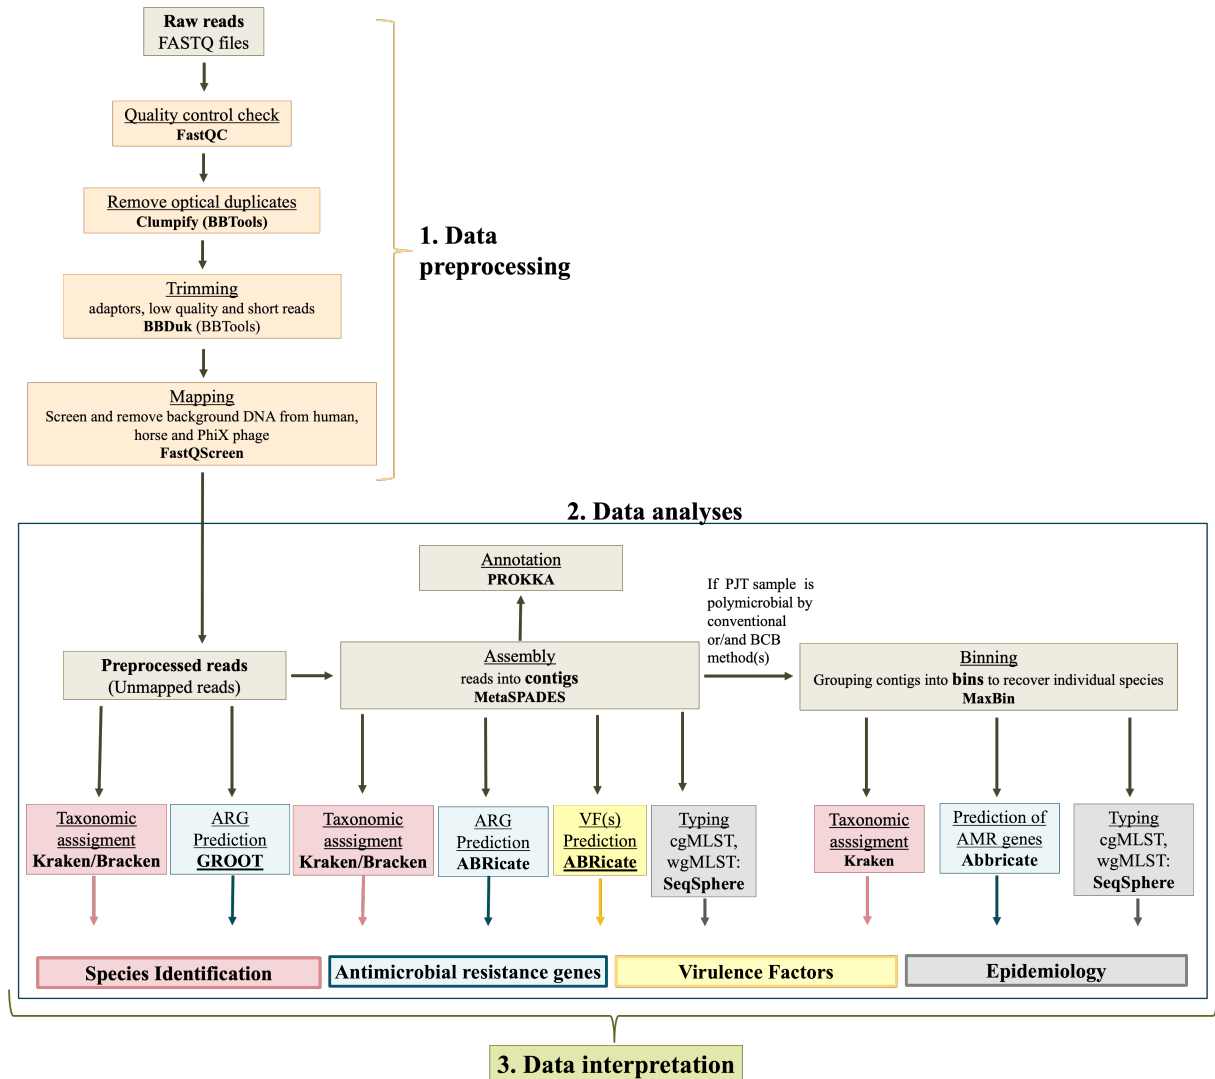 Raw reads
FASTQ files
Quality control check
FastQC
Remove optical duplicates
Clumpify (BBTools)
Trimming
adaptors, low quality and short reads
BBDuk (BBTools)
Mapping
Screen and remove background DNA from human,
horse and PhiX phage
FastQScreen
1. Data
preprocessing
2. Data analyses
Annotation
PROKKA
If PJT sample is
polymicrobial by
conventional
or/and BCB
method(s)
Preprocessed reads
(Unmapped reads)
Assembly
reads into contigs
MetaSPADES
Binning
Grouping contigs into bins to recover individual species
MaxBin
Taxonomic
asssigment
Kraken/Bracken
ARG
Prediction
GROOT
Taxonomic
asssigment
Kraken/Bracken
ARG
Prediction
ABRicate
VF(s)
Prediction
ABRicate
Typing
cgMLST,
wgMLST:
SeqSphere
Taxonomic
asssigment
Kraken
Prediction of
AMR genes
Abbricate
Typing
cgMLST,
wgMLST:
SeqSphere
Species Identification
Antimicrobial resistance genes
Virulence Factors
Epidemiology
3. Data interpretation